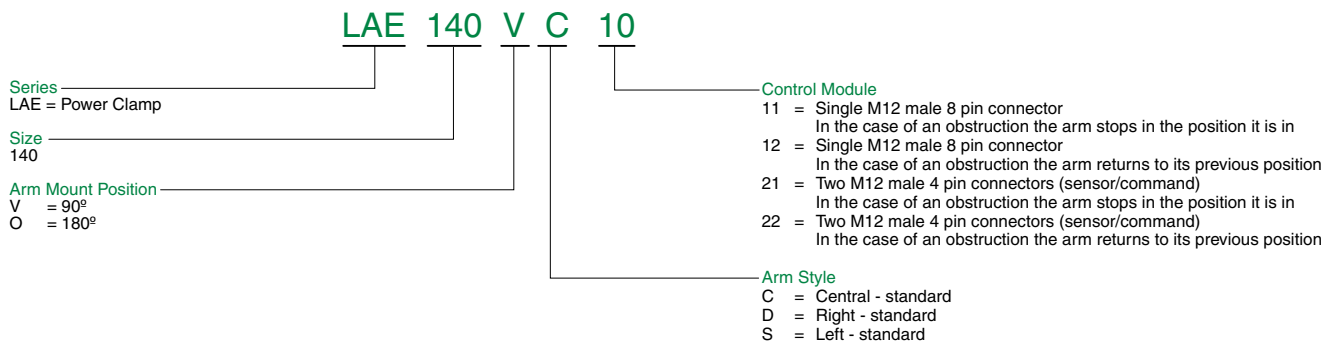 LAE 140 V C 10
Series
LAE = Power Clamp
Size
140
Arm Mount Position
V = 90º
O = 180º
Control Module
11 = Single M12 male 8 pin connector
In the case of an obstruction the arm stops in the position it is in
12 = Single M12 male 8 pin connector
In the case of an obstruction the arm returns to its previous position
21 = Two M12 male 4 pin connectors (sensor/command)
In the case of an obstruction the arm stops in the position it is in
22 = Two M12 male 4 pin connectors (sensor/command)
In the case of an obstruction the arm returns to its previous position
Arm Style
C = Central - standard
D = Right - standard
S = Left - standard